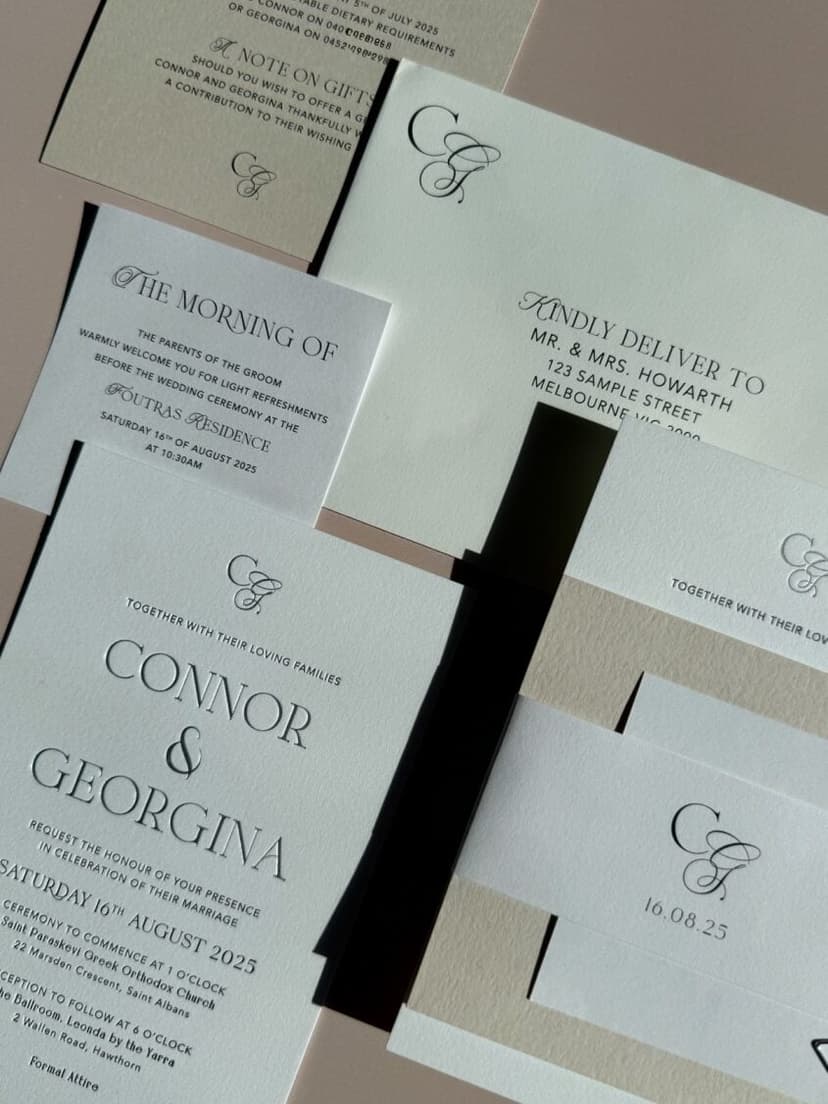 5TH OF JULY 2025
CONNOR ON
DIETARY REQUIREMENTS
OR GEORGINA ON
A NOTE ON GIFTS
SHOULD YOU WISH TO OFFER A
CONNOR AND GEORGINA THANKFULLY
A CONTRIBUTION TO THEIR WISHING
CG
CG
KINDLY DELIVER TO
MR. & MRS. HOWARTH
123 SAMPLE STREET
MELBOURNE VIC 3000
THE MORNING OF
THE PARENTS OF THE GROOM
WARMLY WELCOME YOU FOR LIGHT REFRESHMENTS
BEFORE THE WEDDING CEREMONY AT THE
FOUTRAS RESIDENCE
SATURDAY 16TH OF AUGUST 2025
AT 10:30AM
CG
TOGETHER WITH THEIR LOVING FAMILIES
CONNOR
&
GEORGINA
REQUEST THE HONOUR OF YOUR PRESENCE
IN CELEBRATION OF THEIR MARRIAGE
SATURDAY 16TH AUGUST 2025
CEREMONY TO COMMENCE AT 1 O'CLOCK
Saint Paraskevi Greek Orthodox Church
22 Marsden Crescent, Saint Albans
CEPTION TO FOLLOW AT 6 O'CLOCK
he Ballroom, Leonda by the Yarra
2 Wallen Road, Hawthorn
Formal Attire
CG
TOGETHER WITH THEIR LOV
CG
16.08.25